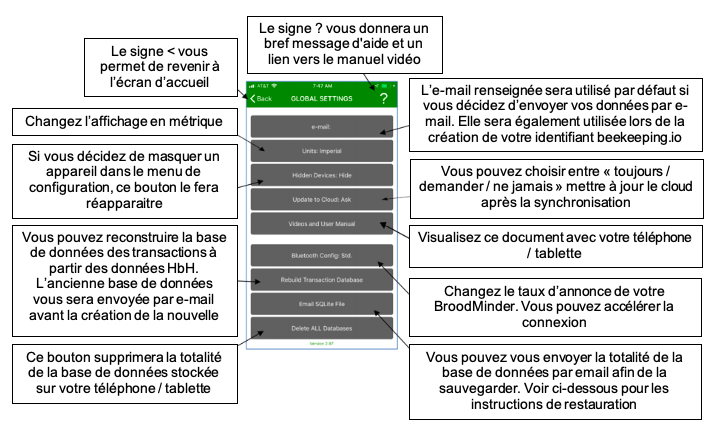 Le signe < vous
permet de revenir à
l'écran d'accueil
Le signe ? vous donnera un
bref message d'aide et un
lien vers le manuel vidéo
AT&T
7:47 AM
Back
GLOBAL SETTINGS
?
e-mail:
Units: Imperial
Hidden Devices: Hide
Update to Cloud: Ask
Videos and User Manual
Bluetooth Config: Std.
Rebuild Transaction Database
Email SQLite File
Delete ALL Databases
Version 2.87
Changez l'affichage en métrique
Si vous décidez de masquer un
appareil dans le menu de
configuration, ce bouton le fera
réapparaitre
Vous pouvez reconstruire la base
de données des transactions à
partir des données HbH.
L'ancienne base de données
vous sera envoyée par e-mail
avant la création de la nouvelle
Ce bouton supprimera la totalité
de la base de données stockée
sur votre téléphone / tablette
L'e-mail renseignée sera utilisé par défaut si
vous décidez d'envoyer vos données par e-
mail. Elle sera également utilisée lors de la
création de votre identifiant beekeeping.io
Vous pouvez choisir entre « toujours /
demander / ne jamais » mettre à jour le cloud
après la synchronisation
Visualisez ce document avec votre téléphone
/ tablette
Changez le taux d'annonce de votre
BroodMinder. Vous pouvez accélérer la
connexion
Vous pouvez vous envoyer la totalité de la
base de données par email afin de la
sauvegarder. Voir ci-dessous pour les
instructions de restauration